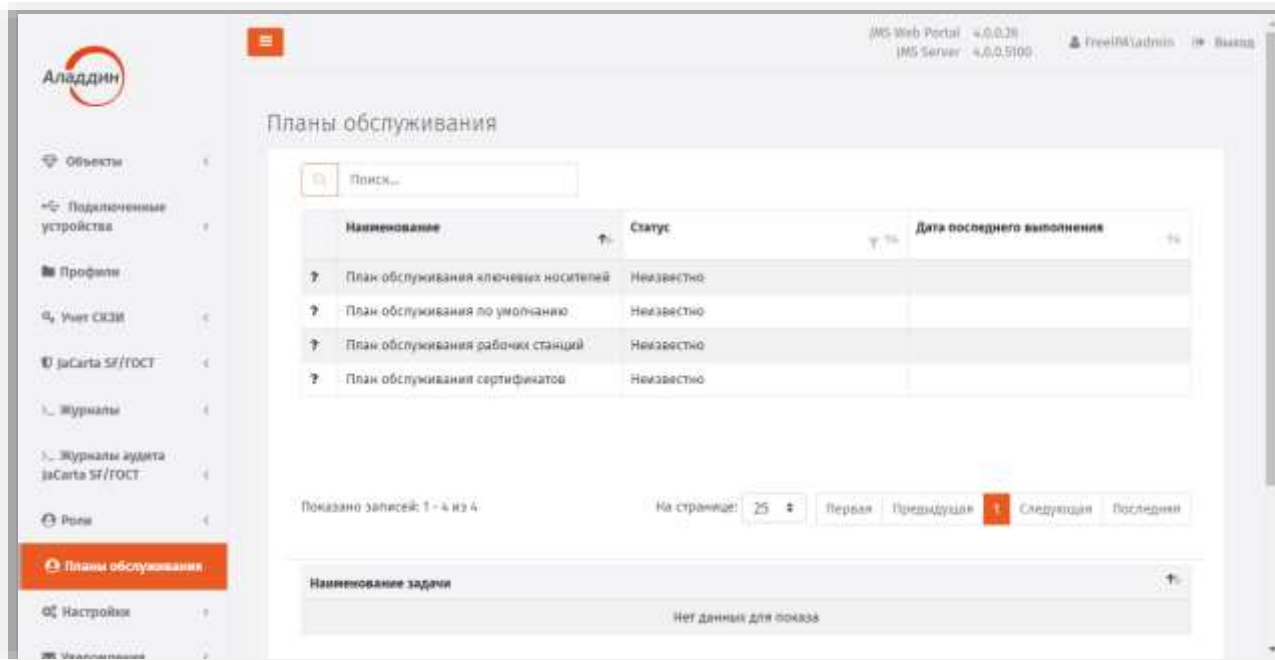 JMS Web Portal 4.0.0.26
JMS Server 4.0.0.5100
FreeIPA\admin
Выход
Аладдин
Планы обслуживания
Объекты
Подключенные
устройства
Профили
Учет СКЗИ
JaCarta SF/ГОСТ
Журналы
Журналы аудита
JaCarta SF/ГОСТ
Роли
Планы обслуживания
Настройки
Уведомления
Поиск...
Наименование Статус Дата последнего выполнения
? План обслуживания ключевых носителей Неизвестно
? План обслуживания по умолчанию Неизвестно
? План обслуживания рабочих станций Неизвестно
? План обслуживания сертификатов Неизвестно
Показано записей: 1 - 4 из 4
На странице: 25 Первая Предыдущая 1 Следующая Последняя
Наименование задачи
Нет данных для показа